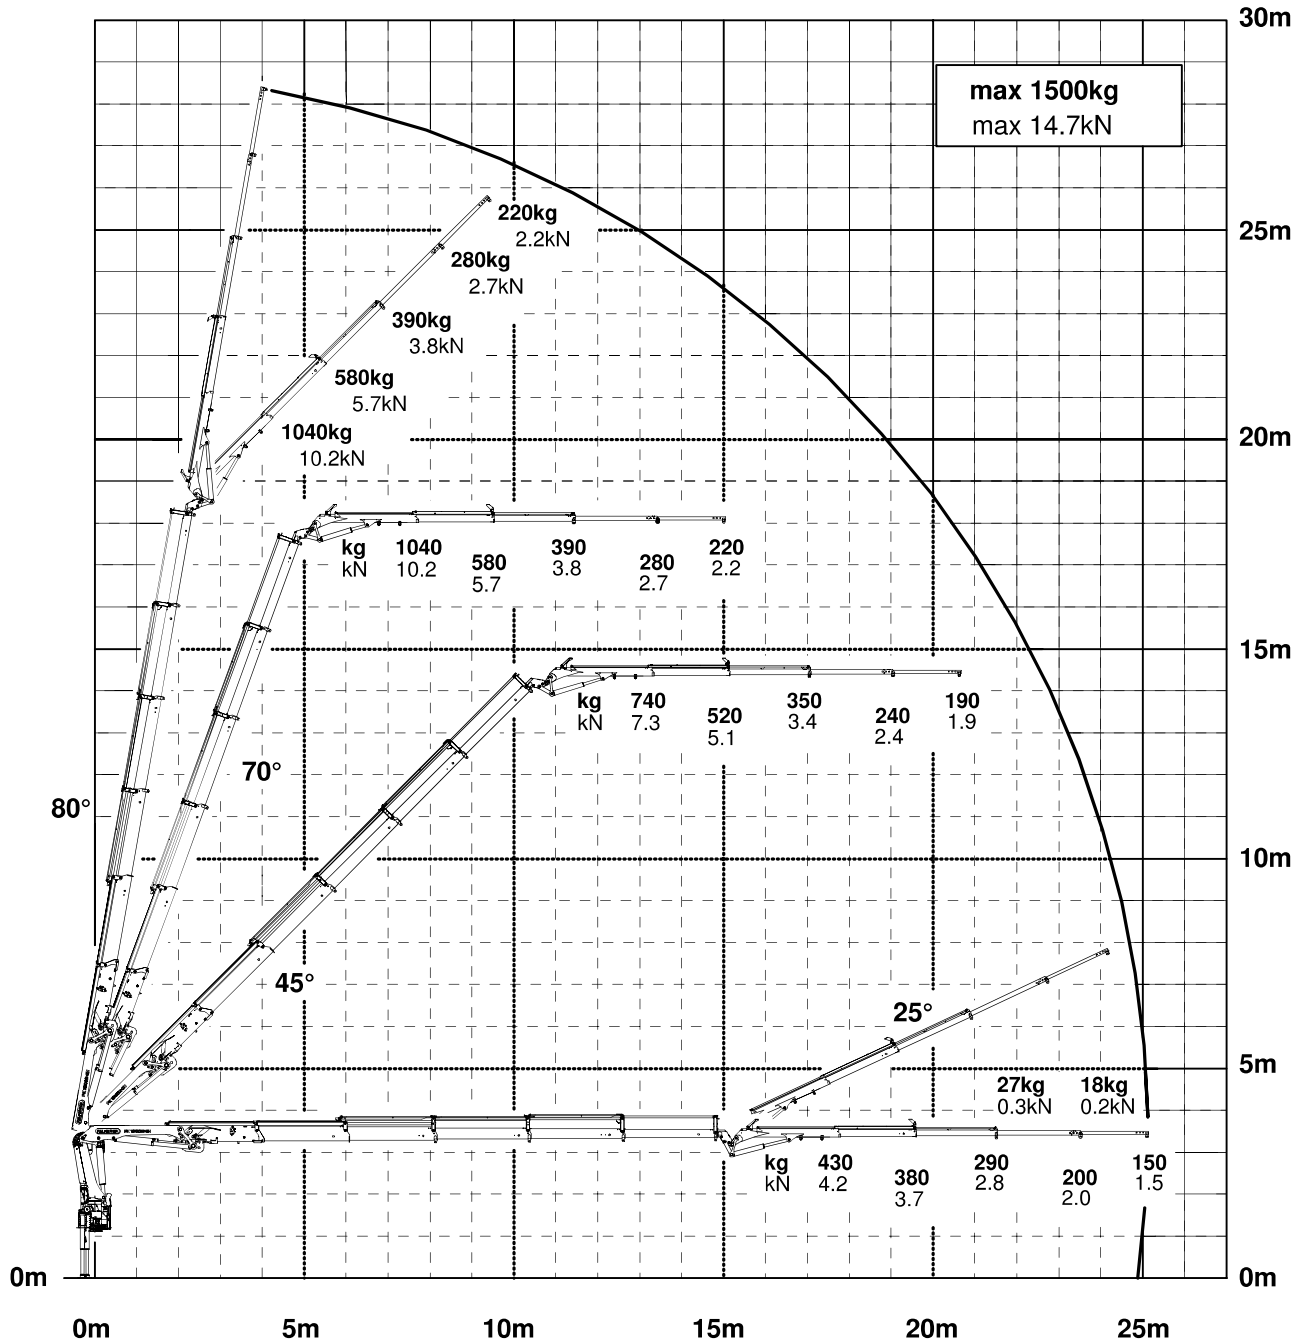 30m
max 1500kg
max 14.7kN
220kg
2.2kN
25m
280kg
2.7kN
390kg
3.8kN
580kg
5.7kN
1040kg
10.2kN
20m
kg 1040 580 390 280 220
kN 10.2 5.7 3.8 2.7 2.2
15m
kg 740 520 350 240 190
kN 7.3 5.1 3.4 2.4 1.9
70°
80°
10m
45°
25°
5m
27kg 18kg
0.3kN 0.2kN
kg 430 380 290 200 150
kN 4.2 3.7 2.8 2.0 1.5
0m 0m
0m 5m 10m 15m 20m 25m